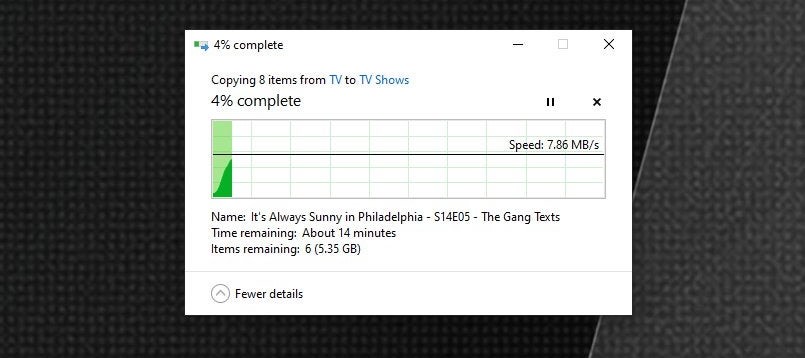 4% complete
Copying 8 items from TV to TV Shows
4% complete
Speed: 7.86 MB/s
Name: It's Always Sunny in Philadelphia - S14E05 - The Gang Texts
Time remaining: About 14 minutes
Items remaining: 6 (5.35 GB)
Fewer details